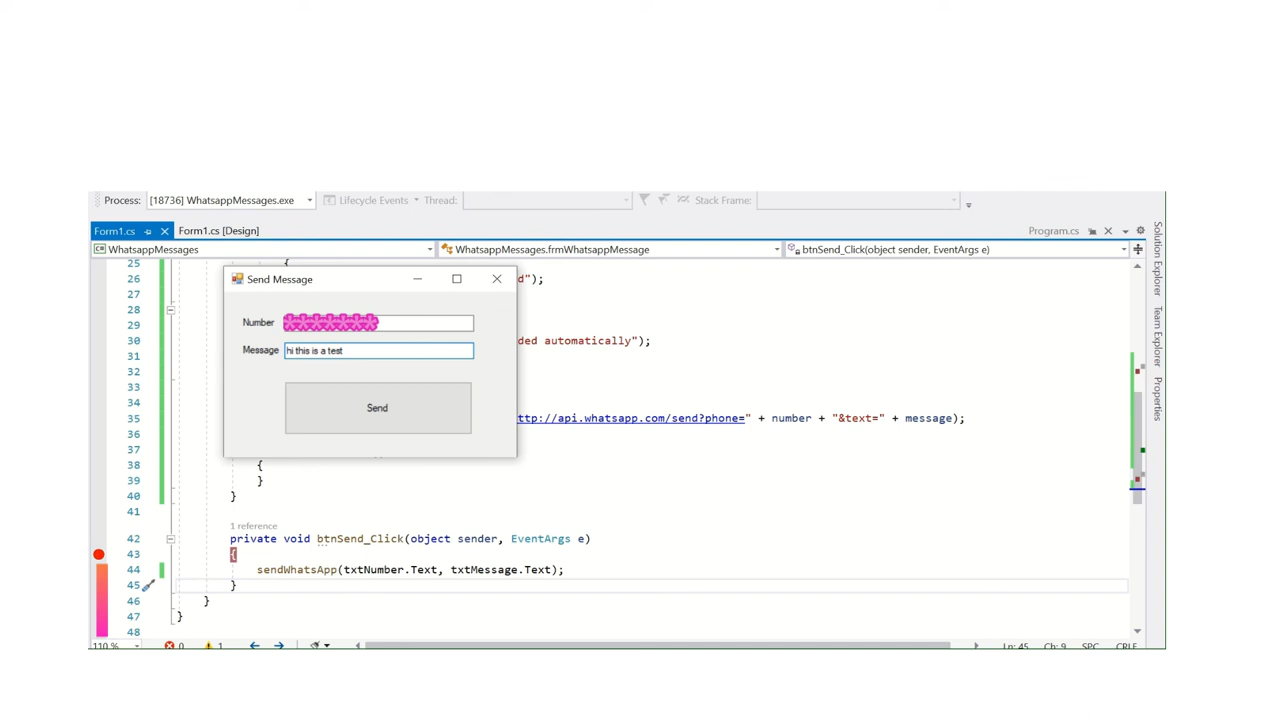 Process: [18736] WhatsappMessages.exe Lifecycle Events Thread: Stack Frame:
Form1.cs Form1.cs [Design] Program.cs
WhatsappMessages WhatsappMessages.frmWhatsappMessage btnSend_Click(object sender, EventArgs e)
Solution Explorer
Team Explorer
Properties
Send Message
Number
Message hi this is a test
Send
25 {
26 d");
27
28
29
30 ded automatically");
31
32
33
34
35 ttp://api.whatsapp.com/send?phone=" + number + "&text=" + message);
36
37
38 {
39 }
40 }
41
1 reference
42 private void btnSend_Click(object sender, EventArgs e)
43 {
44 sendWhatsApp(txtNumber.Text, txtMessage.Text);
45 }
46 }
47 }
48
110 % 0 1 Ln: 45 Ch: 9 SPC CRLF